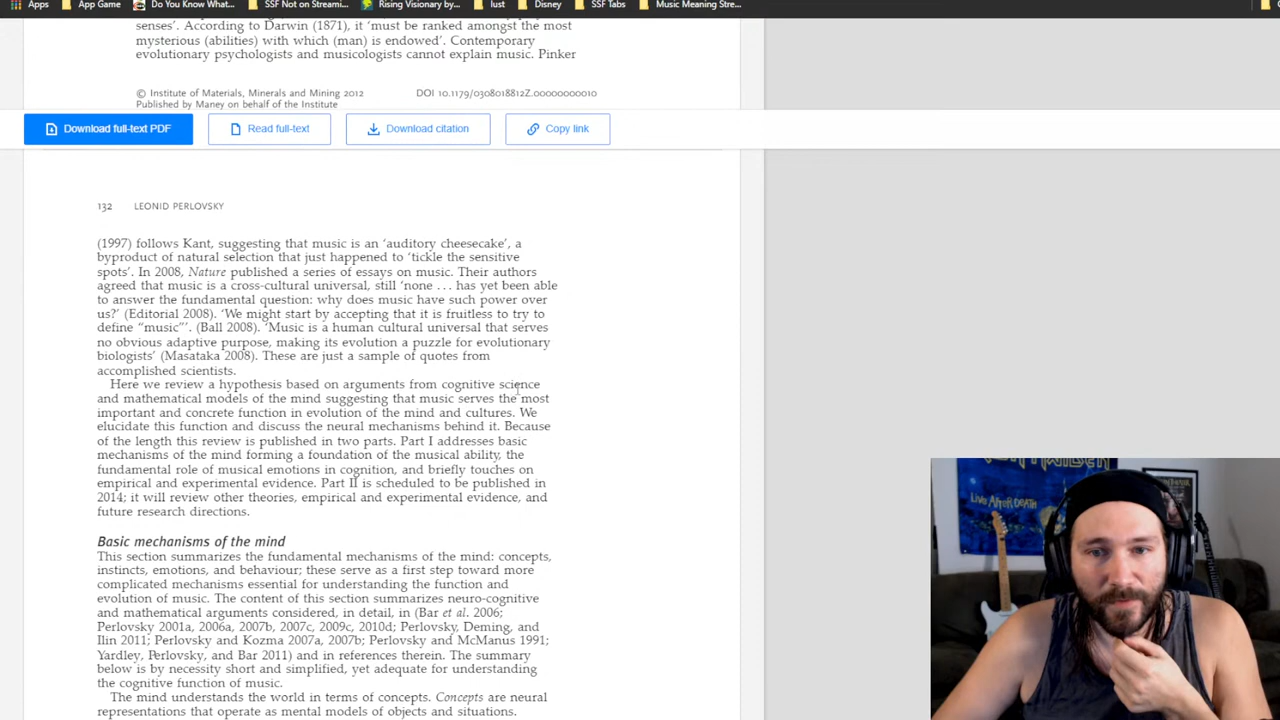 Apps
App Game
Do You Know What...
SSF Not on Streami...
Rising Visionary by...
lust
Disney
SSF Tabs
Music Meaning Stre...
senses'. According to Darwin (1871), it 'must be ranked amongst the most
mysterious (abilities) with which (man) is endowed'. Contemporary
evolutionary psychologists and musicologists cannot explain music. Pinker
© Institute of Materials, Minerals and Mining 2012 DOI 10.1179/0308018812Z.00000000010
Published by Maney on behalf of the Institute
Download full-text PDF
Read full-text
Download citation
Copy link
132 LEONID PERLOVSKY
(1997) follows Kant, suggesting that music is an 'auditory cheesecake', a
byproduct of natural selection that just happened to 'tickle the sensitive
spots'. In 2008, Nature published a series of essays on music. Their authors
agreed that music is a cross-cultural universal, still 'none ... has yet been able
to answer the fundamental question: why does music have such power over
us?' (Editorial 2008). 'We might start by accepting that it is fruitless to try to
define "music"'. (Ball 2008). 'Music is a human cultural universal that serves
no obvious adaptive purpose, making its evolution a puzzle for evolutionary
biologists' (Masataka 2008). These are just a sample of quotes from
accomplished scientists.
Here we review a hypothesis based on arguments from cognitive science
and mathematical models of the mind suggesting that music serves the most
important and concrete function in evolution of the mind and cultures. We
elucidate this function and discuss the neural mechanisms behind it. Because
of the length this review is published in two parts. Part I addresses basic
mechanisms of the mind forming a foundation of the musical ability, the
fundamental role of musical emotions in cognition, and briefly touches on
empirical and experimental evidence. Part II is scheduled to be published in
2014; it will review other theories, empirical and experimental evidence, and
future research directions.
Basic mechanisms of the mind
This section summarizes the fundamental mechanisms of the mind: concepts,
instincts, emotions, and behaviour; these serve as a first step toward more
complicated mechanisms essential for understanding the function and
evolution of music. The content of this section summarizes neuro-cognitive
and mathematical arguments considered, in detail, in (Bar et al. 2006;
Perlovsky 2001a, 2006a, 2007b, 2007c, 2009c, 2010d; Perlovsky, Deming, and
Ilin 2011; Perlovsky and Kozma 2007a, 2007b; Perlovsky and McManus 1991;
Yardley, Perlovsky, and Bar 2011) and in references therein. The summary
below is by necessity short and simplified, yet adequate for understanding
the cognitive function of music.
The mind understands the world in terms of concepts. Concepts are neural
representations that operate as mental models of objects and situations.
LIVE AFTER DEATH